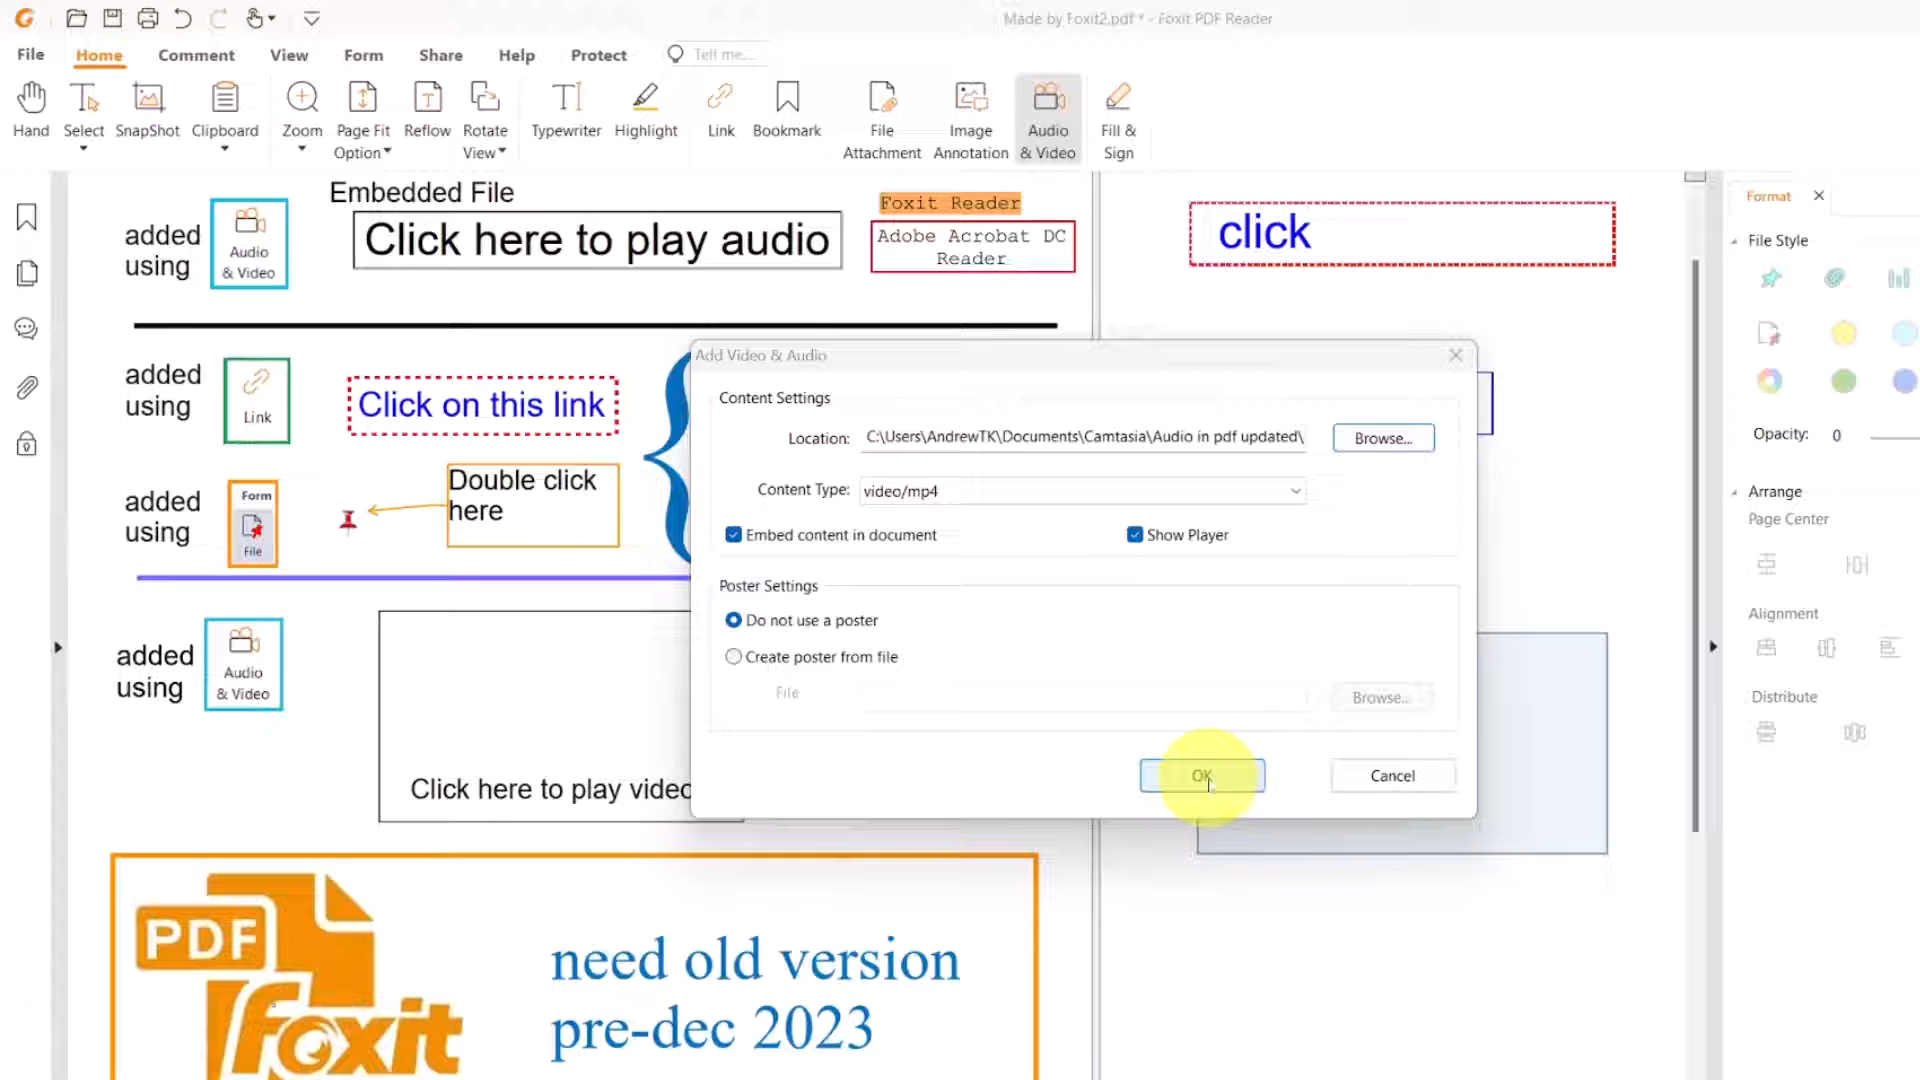 Made by Foxit2.pdf * - Foxit PDF Reader
File Home Comment View Form Share Help Protect Tell me...
Hand Select SnapShot Clipboard Zoom Page Fit Option Reflow Rotate View Typewriter Highlight Link Bookmark File Attachment Image Annotation Audio & Video Fill & Sign
Embedded File
added
using
Audio
& Video
Click here to play audio
Foxit Reader
Adobe Acrobat DC
Reader
click
added
using
Link
Click on this link
added
using
Form
File
Double click
here
added
using
Audio
& Video
Click here to play video
Add Video & Audio
Content Settings
Location: C:\Users\AndrewTK\Documents\Camtasia\Audio in pdf updated\ Browse...
Content Type: video/mp4
Embed content in document Show Player
Poster Settings
Do not use a poster
Create poster from file
File Browse...
OK Cancel
PDF
foxit
need old version
pre-dec 2023
Format
File Style
Opacity: 0
Arrange
Page Center
Alignment
Distribute